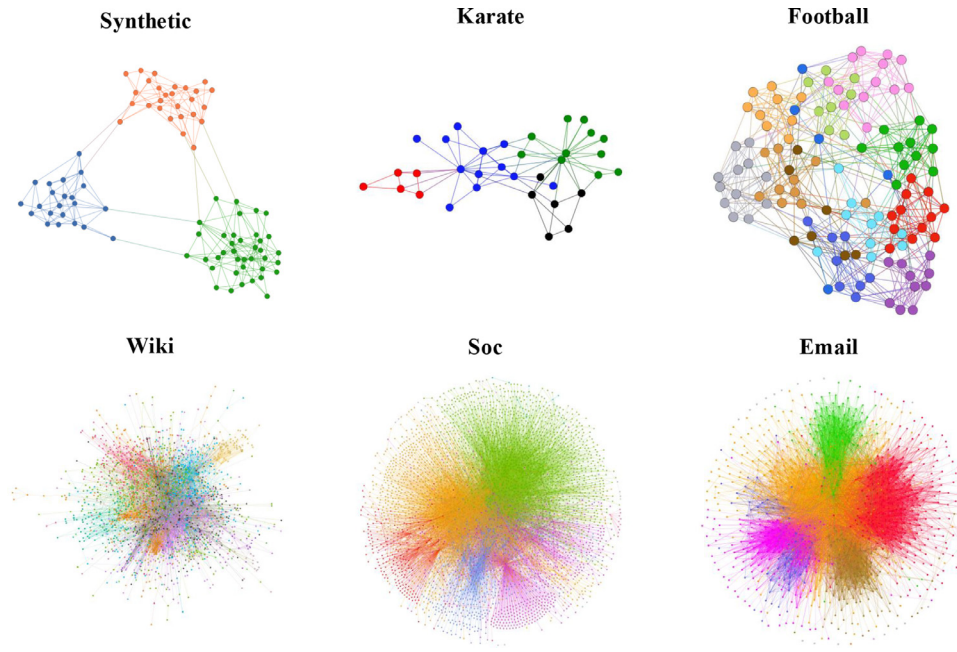 Synthetic
Karate
Football
Wiki
Soc
Email